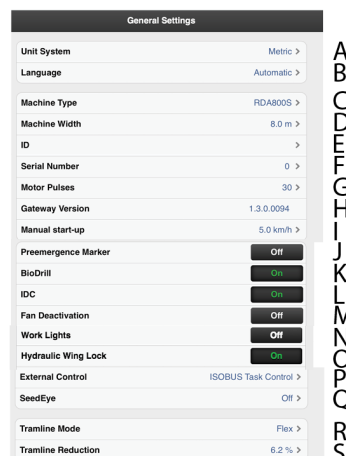 General Settings
Unit System Metric > A
Language Automatic > B
Machine Type RDA800S > C
Machine Width 8.0 m > D
ID > E
Serial Number 0 > F
Motor Pulses 30 > G
Gateway Version 1.3.0.0094 H
Manual start-up 5.0 km/h > I
Preemergence Marker Off J
BioDrill On K
IDC On L
Fan Deactivation Off M
Work Lights Off N
Hydraulic Wing Lock On O
External Control ISOBUS Task Control > P
SeedEye Off > Q
Tramline Mode Flex > R
Tramline Reduction 6.2 % > S